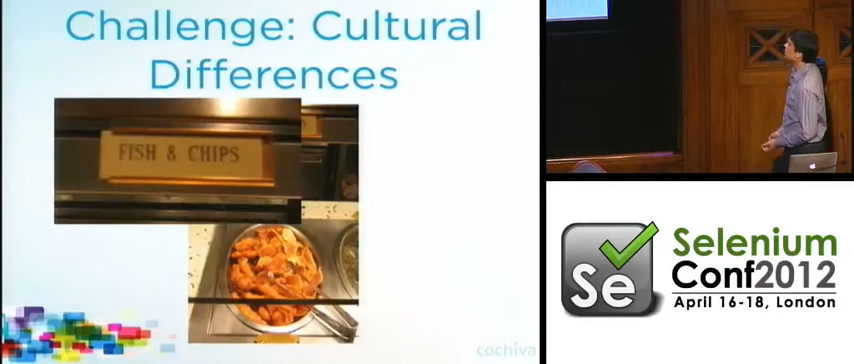 Challenge: Cultural
Differences
FISH & CHIPS
cochiva
Se
Selenium
Conf2012
April 16-18, London